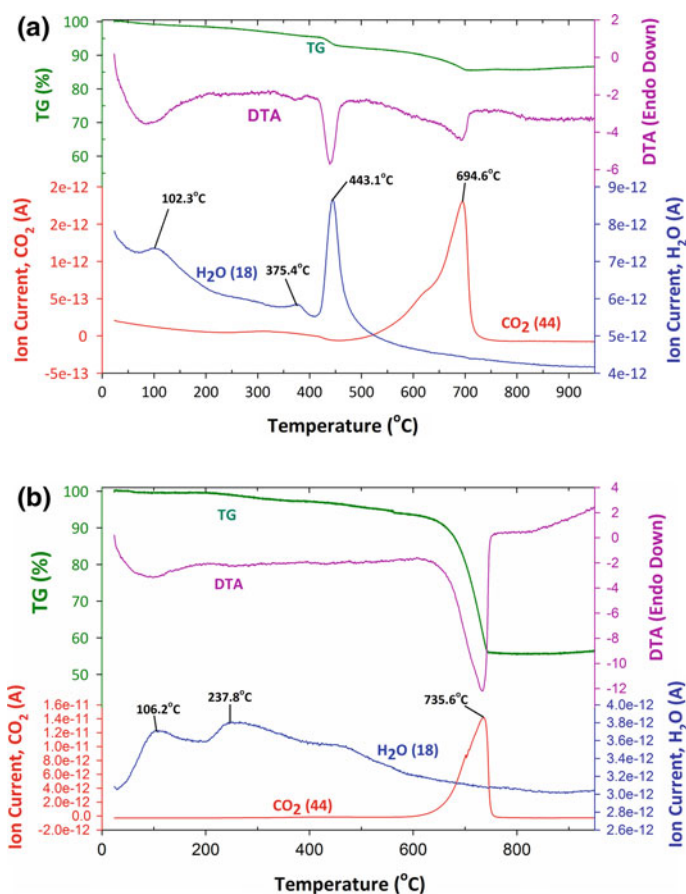 (a)
100
90
80
70
60
TG (%)
TG
DTA
2
0
-2
-4
-6
DTA (Endo Down)
2e-12
2e-12
1e-12
5e-13
0
-5e-13
Ion Current, CO2 (A)
102.3°C
375.4°C
443.1°C
694.6°C
H2O (18)
CO2 (44)
9e-12
8e-12
7e-12
6e-12
5e-12
4e-12
Ion Current, H2O (A)
0 100 200 300 400 500 600 700 800 900
Temperature (°C)
(b)
100
90
80
70
60
50
TG (%)
TG
DTA
4
2
0
-2
-4
-6
-8
-10
-12
DTA (Endo Down)
1.6e-11
1.4e-11
1.2e-11
1.0e-11
8.0e-12
6.0e-12
4.0e-12
2.0e-12
0.0
-2.0e-12
Ion Current, CO2 (A)
106.2°C
237.8°C
735.6°C
H2O (18)
CO2 (44)
4.0e-12
3.8e-12
3.6e-12
3.4e-12
3.2e-12
3.0e-12
2.8e-12
2.6e-12
Ion Current, H2O (A)
0 200 400 600 800
Temperature (°C)